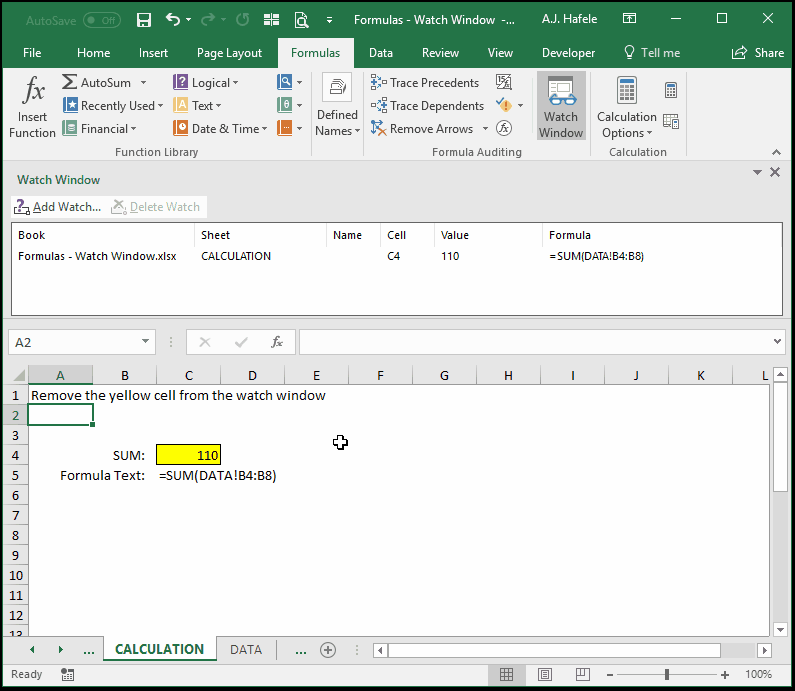 AutoSave Off Formulas - Watch Window -... A.J. Hafele
File Home Insert Page Layout Formulas Data Review View Developer Tell me Share
fx Σ AutoSum ? Logical Trace Precedents
Insert Function ★ Recently Used A Text θ Defined Names Trace Dependents Watch Window Calculation Options
Financial Date & Time ... Remove Arrows fx
Function Library Formula Auditing Calculation
Watch Window
Add Watch... Delete Watch
Book Sheet Name Cell Value Formula
Formulas - Watch Window.xlsx CALCULATION C4 110 =SUM(DATA!B4:B8)
A2 fx
A B C D E F G H I J K L
1 Remove the yellow cell from the watch window
2
3
4 SUM: 110
5 Formula Text: =SUM(DATA!B4:B8)
6
7
8
9
10
11
12
13
... CALCULATION DATA ...
Ready 100%